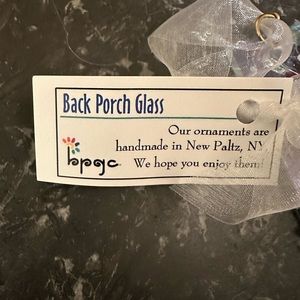 Back Porch Glass
Our ornaments are
handmade in New Paltz, NY.
bpgc
We hope you enjoy them!